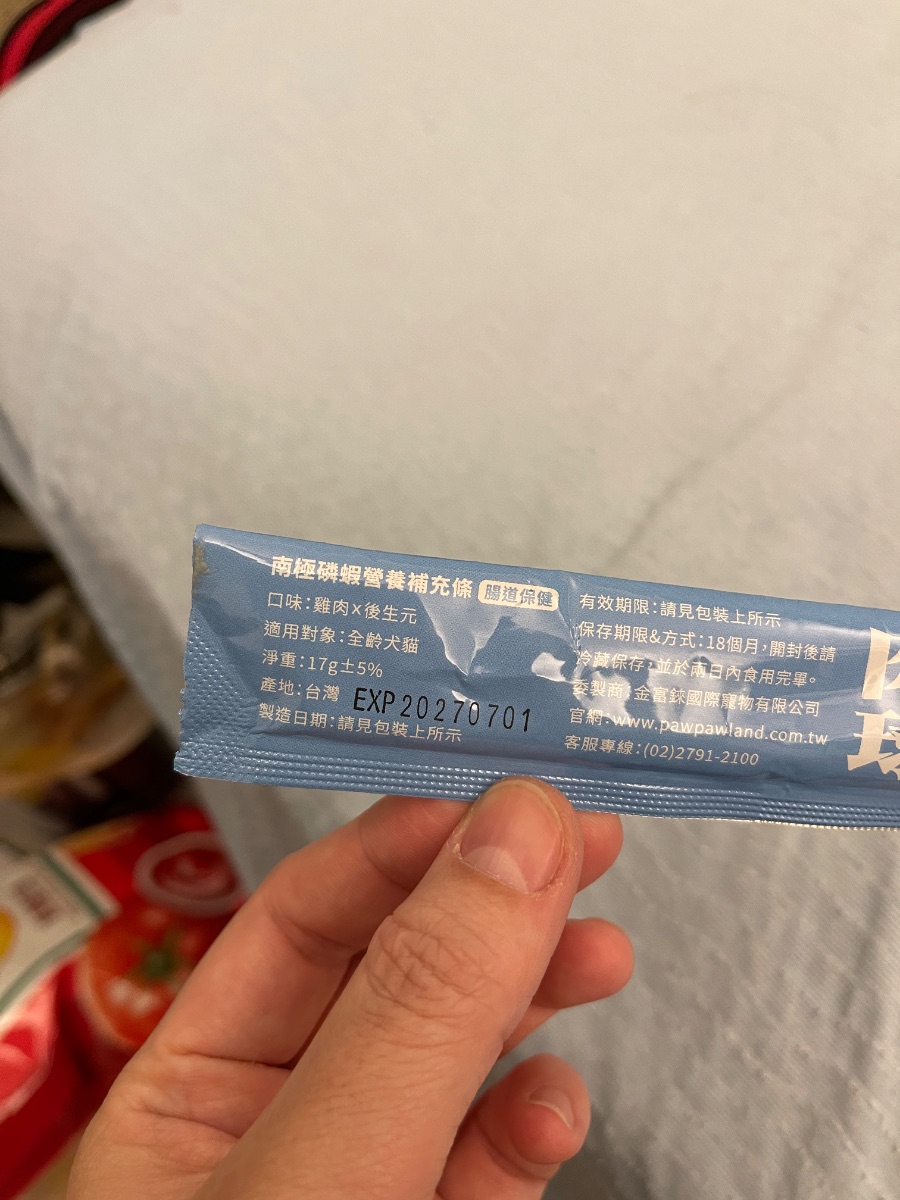 南極磷蝦營養補充條 腸道保健
口味:雞肉x後生元
適用對象:全齡犬貓
淨重:17g±5%
產地:台灣
EXP 20270701
製造日期:請見包裝上所示
有效期限:請見包裝上所示
保存期限&方式:18個月,開封後請
冷藏保存,並於兩日內食用完畢。
委製商:金富錸國際寵物有限公司
官網:www.pawpawland.com.tw
客服專線:(02)2791-2100